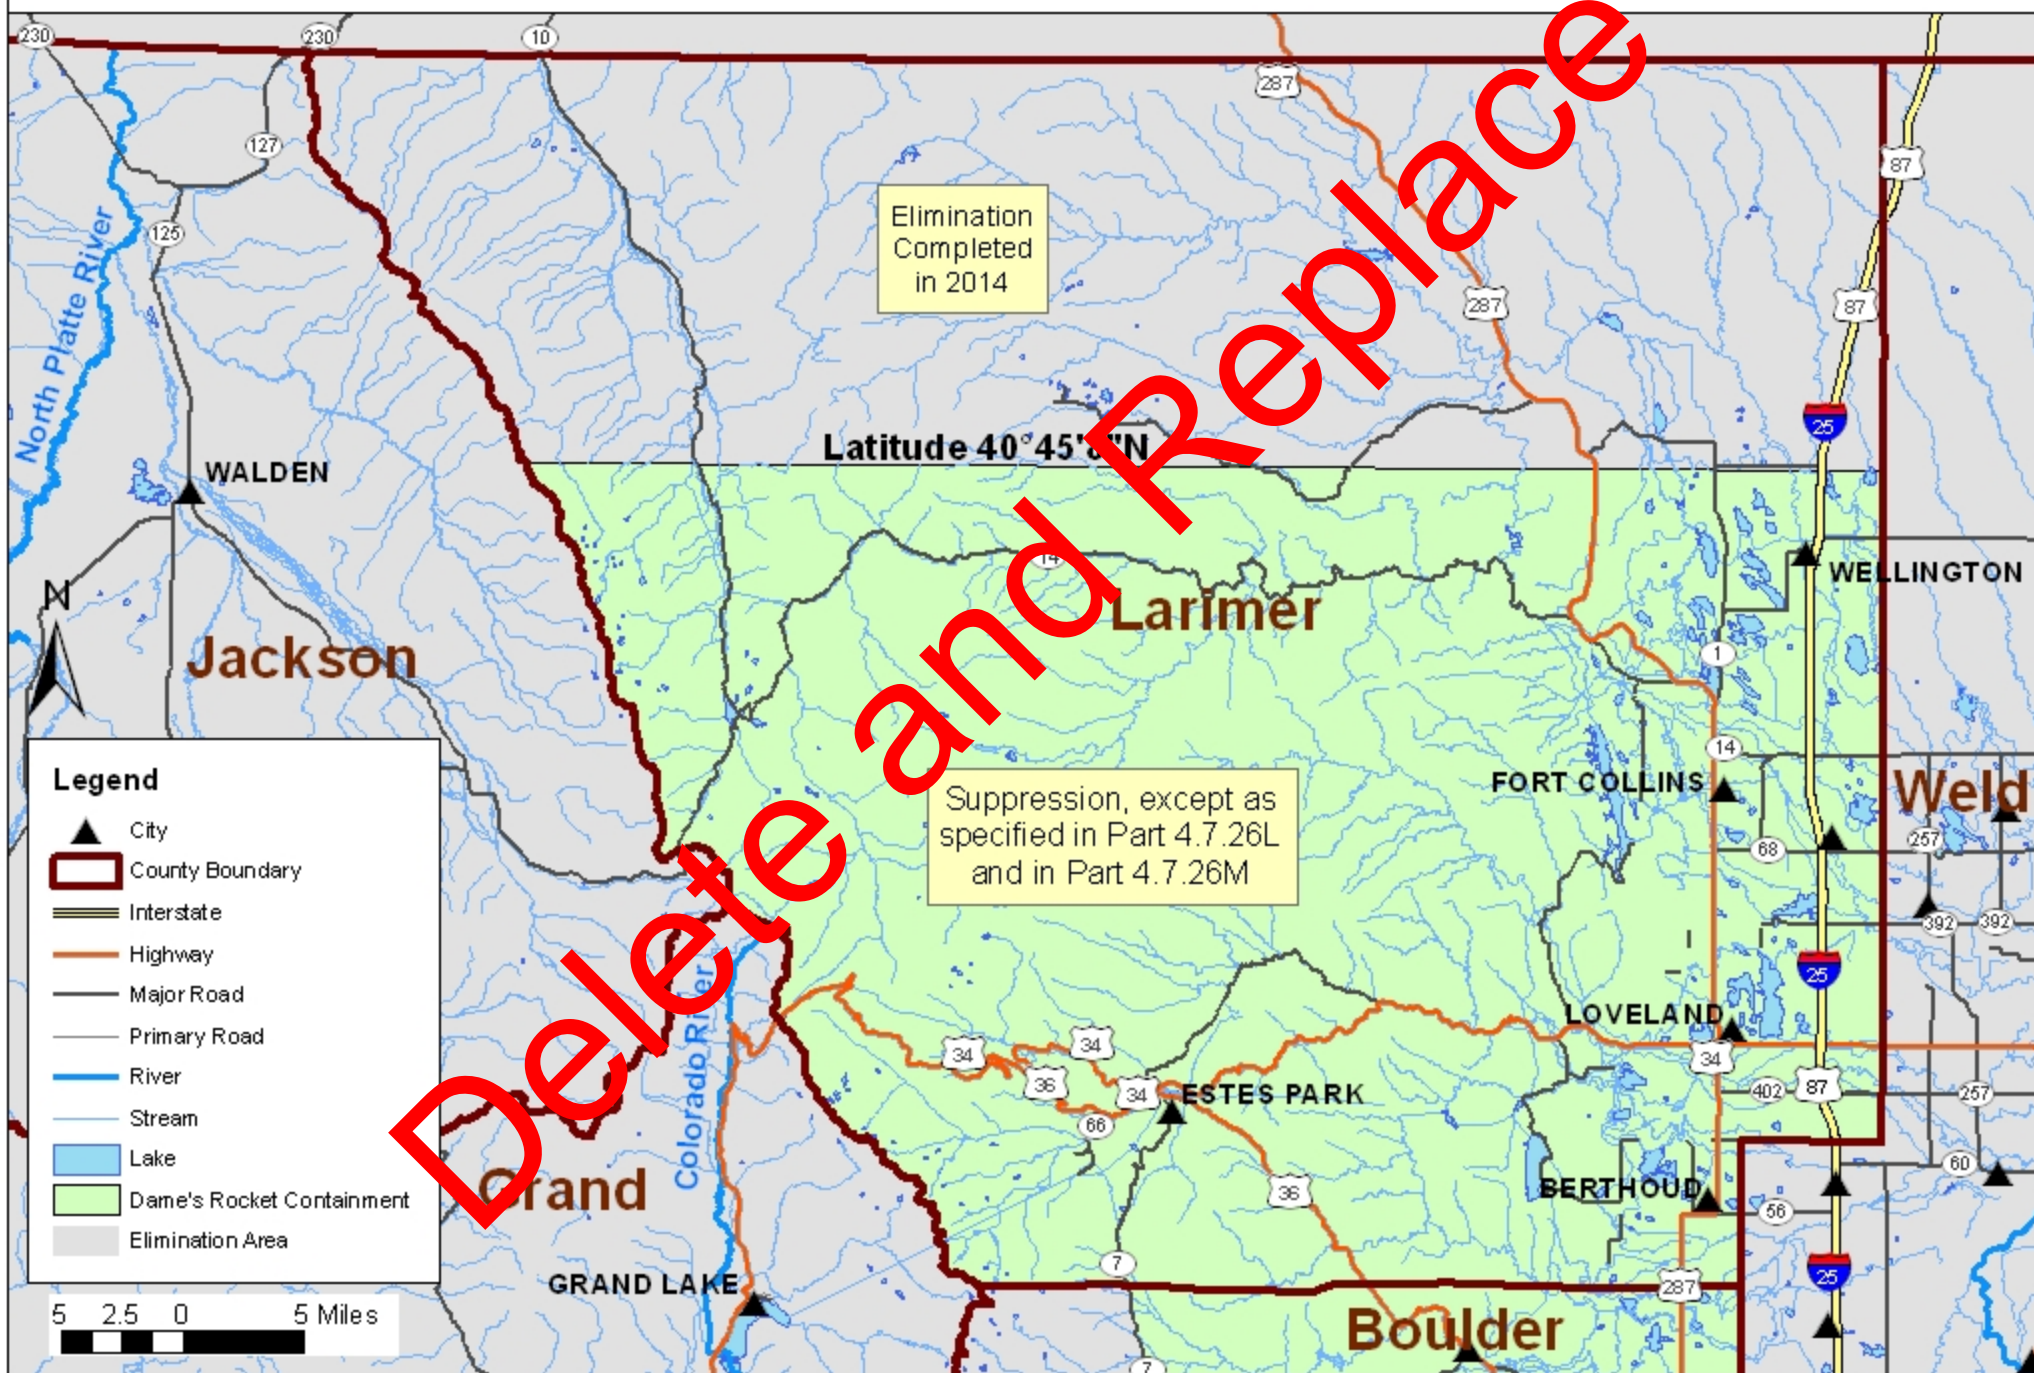 230
230
10
287
127
87
125
Elimination
Completed
in 2014
287
87
North Platte River
25
WALDEN
14
WELLINGTON
N
Larimer
Jackson
1
14
FORT COLLINS
Weld
Suppression, except as
specified in Part 4.7.26L
and in Part 4.7.26M
257
68
392
392
25
LOVELAND
34
34
34
36
34
ESTES PARK
66
402
87
257
Colorado River
Grand
36
BERTHOUD
60
56
7
25
287
GRAND LAKE
Boulder
7
Legend
City
County Boundary
Interstate
Highway
Major Road
Primary Road
River
Stream
Lake
Dame's Rocket Containment
Elimination Area
5 2.5 0 5 Miles
Delete and Replace